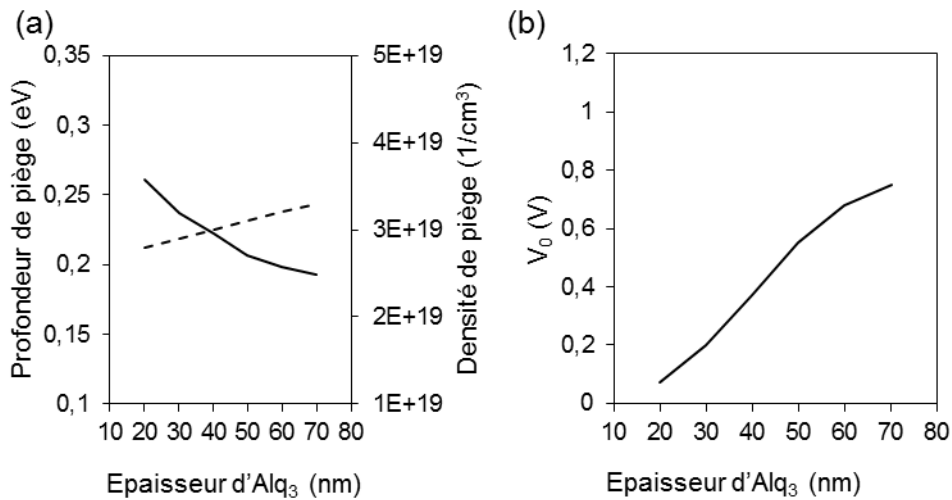 (a)
Profondeur de piège (eV)
0,35
0,3
0,25
0,2
0,15
0,1
5E+19
4E+19
3E+19
2E+19
1E+19
Densité de piège (1/cm³)
10 20 30 40 50 60 70 80
Epaisseur d'Alq₃ (nm)
(b)
V₀ (V)
1,2
1
0,8
0,6
0,4
0,2
0
10 20 30 40 50 60 70 80
Epaisseur d'Alq₃ (nm)